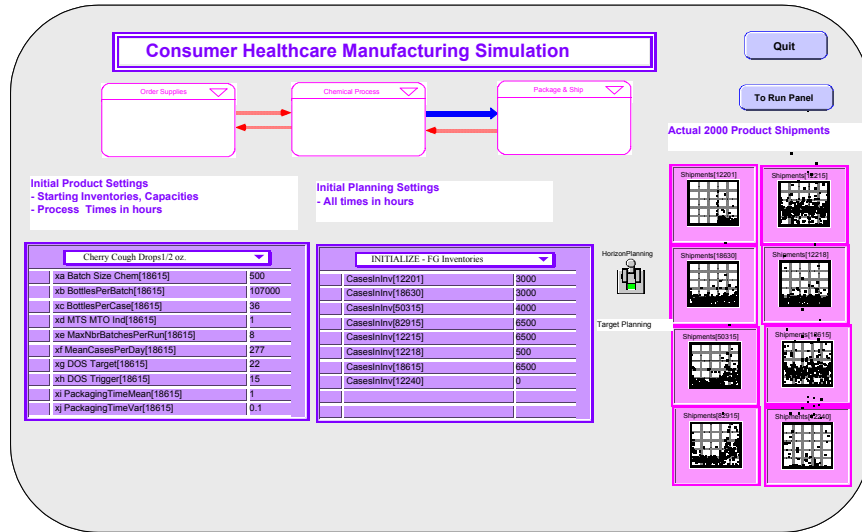 Consumer Healthcare Manufacturing Simulation
Quit
To Run Panel
Order Supplies
Chemical Process
Package & Ship
Actual 2000 Product Shipments
Initial Product Settings
- Starting Inventories, Capacities
- Process Times in hours
Initial Planning Settings
- All times in hours
Cherry Cough Drops1/2 oz.
xa Batch Size Chem[18615] 500
xb BottlesPerBatch[18615] 107000
xc BottlesPerCase[18615] 36
xd MTS MTO Ind[18615] 1
xe MaxNbrBatchesPerRun[18615] 8
xf MeanCasesPerDay[18615] 277
xg DOS Target[18615] 22
xh DOS Trigger[18615] 15
xi PackagingTimeMean[18615] 1
xj PackagingTimeVar[18615] 0.1
INITIALIZE - FG Inventories
CasesInInv[12201] 3000
CasesInInv[18630] 3000
CasesInInv[50315] 4000
CasesInInv[82915] 6500
CasesInInv[12215] 6500
CasesInInv[12218] 500
CasesInInv[18615] 6500
CasesInInv[12240] 0
HorizonPlanning
Target Planning
Shipments[12201]
Shipments[12215]
Shipments[18630]
Shipments[12218]
Shipments[50315]
Shipments[18615]
Shipments[82915]
Shipments[12240]